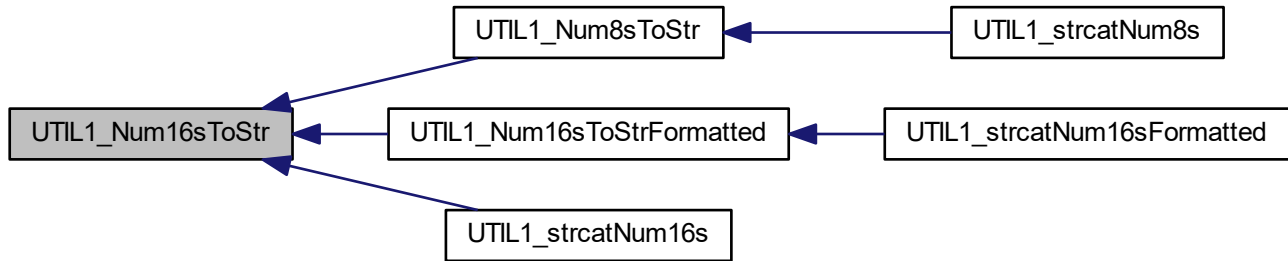 UTIL1_Num8sToStr
UTIL1_strcatNum8s
UTIL1_Num16sToStr
UTIL1_Num16sToStrFormatted
UTIL1_strcatNum16sFormatted
UTIL1_strcatNum16s